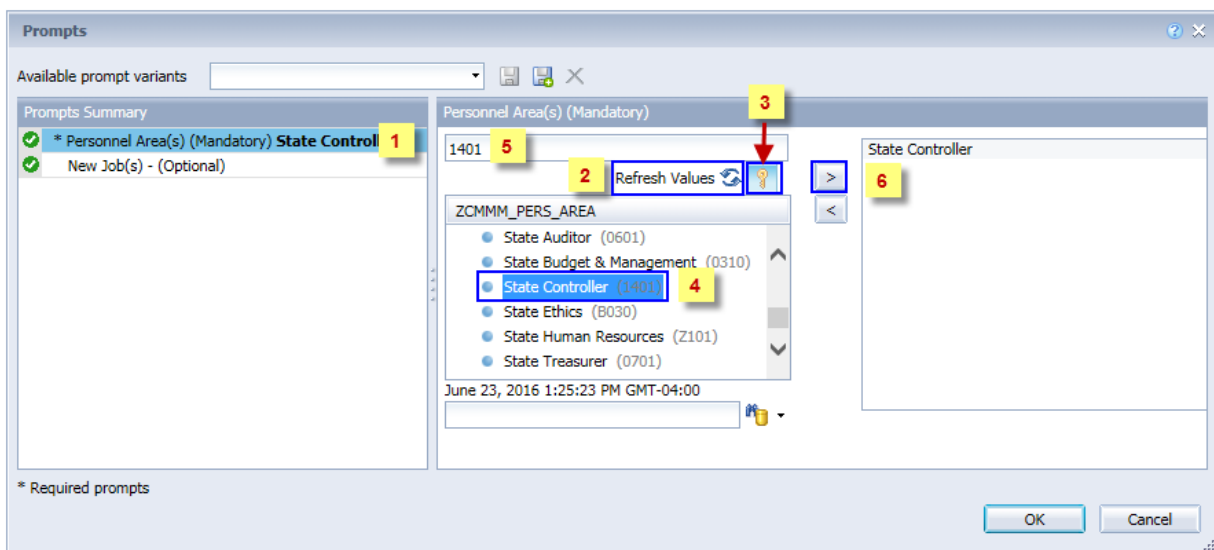 Prompts
Available prompt variants
Prompts Summary
* Personnel Area(s) (Mandatory) State Controll 1
New Job(s) - (Optional)
Personnel Area(s) (Mandatory)
3
1401 5
2 Refresh Values
ZCMMM_PERS_AREA
State Auditor (0601)
State Budget & Management (0310)
State Controller (1401) 4
State Ethics (B030)
State Human Resources (Z101)
State Treasurer (0701)
June 23, 2016 1:25:23 PM GMT-04:00
> 6
<
State Controller
* Required prompts
OK Cancel